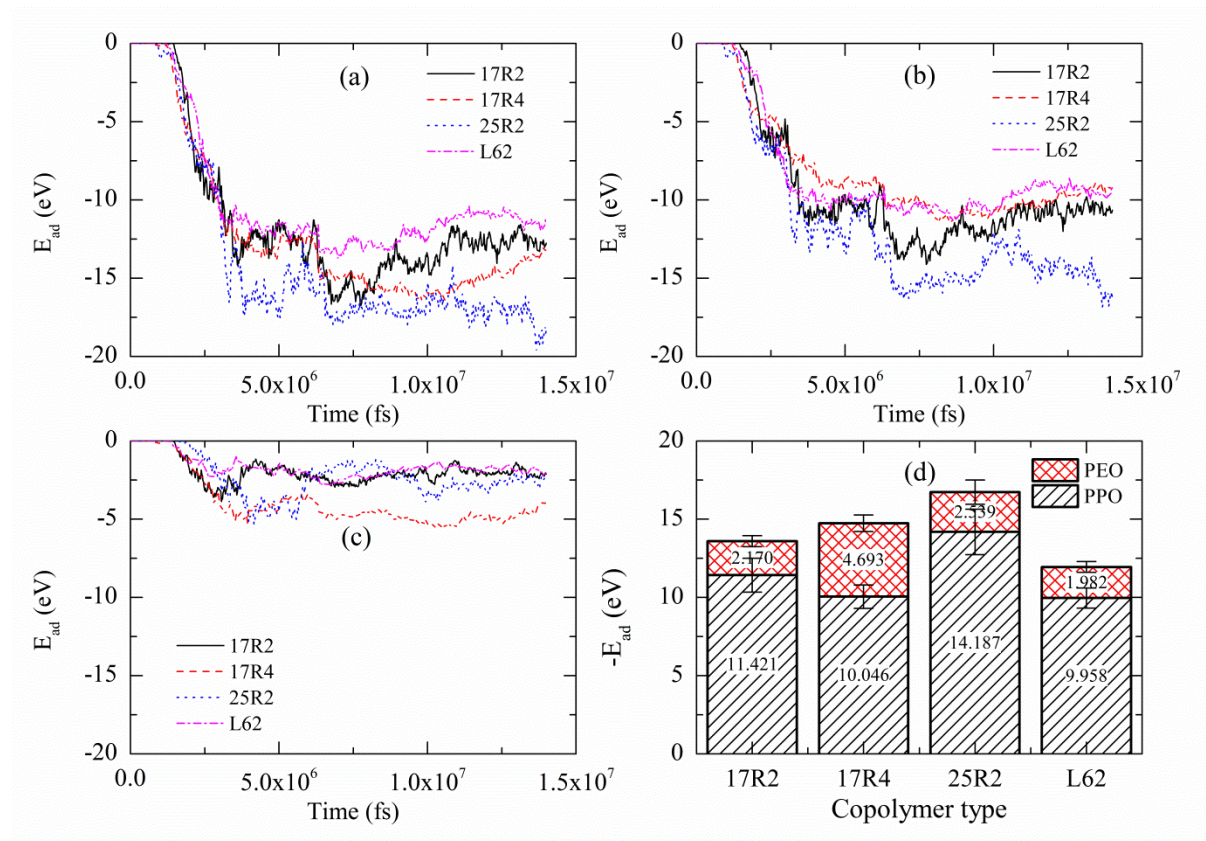 0
-5
-10
-15
-20
E_ad (eV)
(a)
17R2
17R4
25R2
L62
0.0 5.0x10^6 1.0x10^7 1.5x10^7
Time (fs)
0
-5
-10
-15
-20
E_ad (eV)
(b)
17R2
17R4
25R2
L62
0.0 5.0x10^6 1.0x10^7 1.5x10^7
Time (fs)
0
-5
-10
-15
-20
E_ad (eV)
(c)
17R2
17R4
25R2
L62
0.0 5.0x10^6 1.0x10^7 1.5x10^7
Time (fs)
20
15
10
5
0
-E_ad (eV)
(d)
PEO
PPO
2.170 4.693 2.539 1.982
11.421 10.046 14.187 9.958
17R2 17R4 25R2 L62
Copolymer type